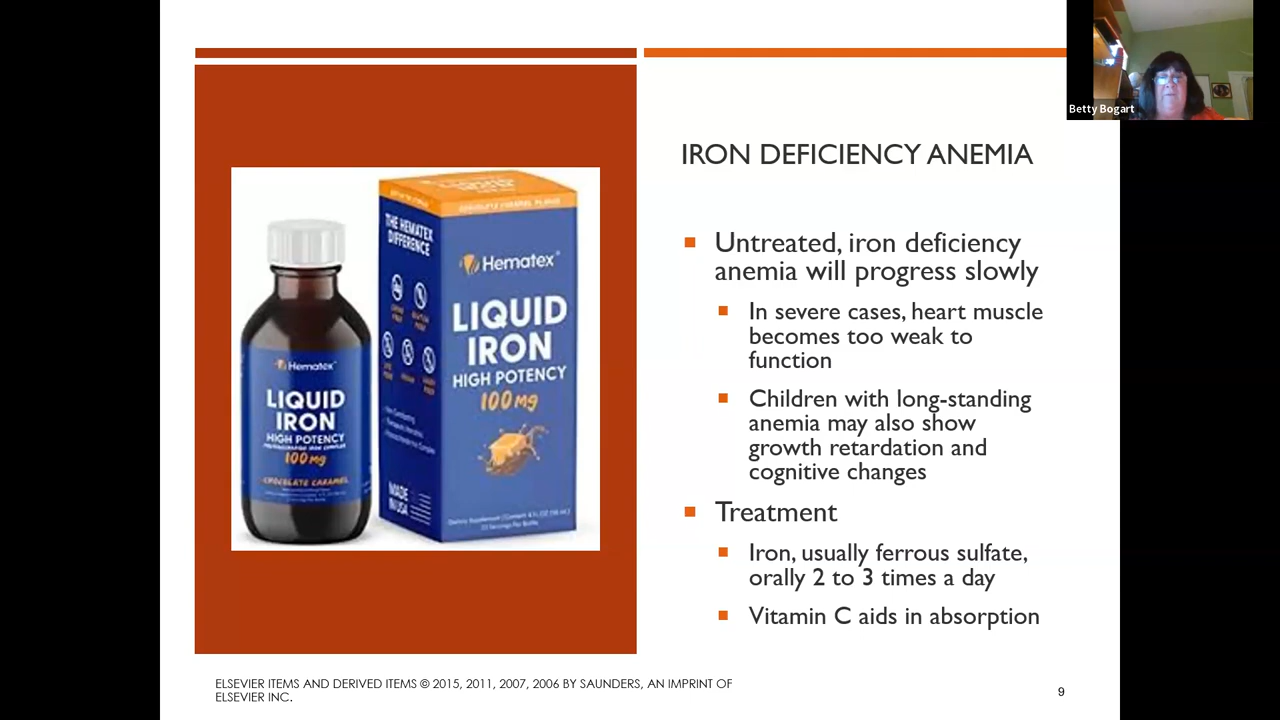 Betty Bogart
IRON DEFICIENCY ANEMIA
Untreated, iron deficiency
anemia will progress slowly
In severe cases, heart muscle
becomes too weak to
function
Children with long-standing
anemia may also show
growth retardation and
cognitive changes
Treatment
Iron, usually ferrous sulfate,
orally 2 to 3 times a day
Vitamin C aids in absorption
Hematex®
LIQUID
IRON
HIGH POTENCY
100 mg
CHOCOLATE CARAMEL
THE HEMATEX
DIFFERENCE
MADE
IN USA
Hematex®
LIQUID
IRON
HIGH POTENCY
100 mg
ELSEVIER ITEMS AND DERIVED ITEMS © 2015, 2011, 2007, 2006 BY SAUNDERS, AN IMPRINT OF
ELSEVIER INC.
9